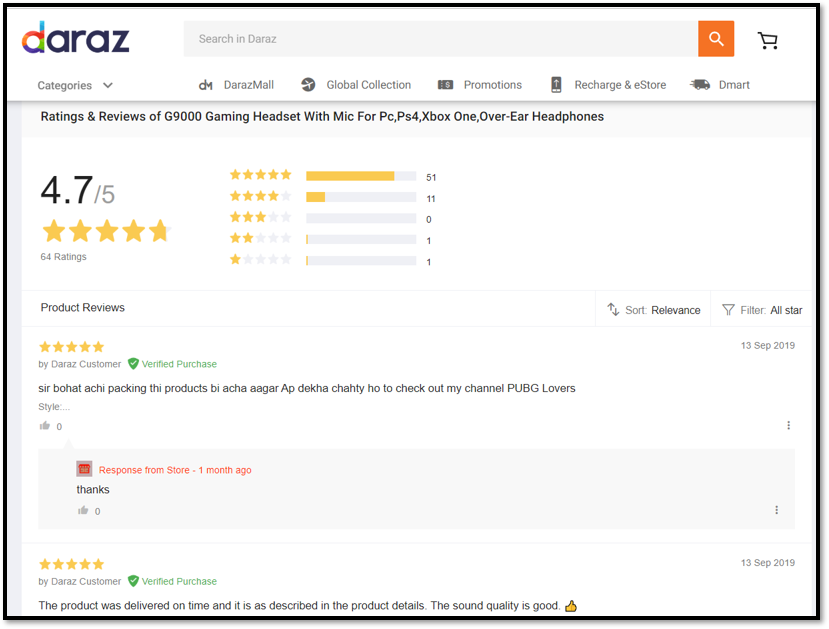 daraz
Search in Daraz
Categories
DarazMall
Global Collection
Promotions
Recharge & eStore
Dmart
Ratings & Reviews of G9000 Gaming Headset With Mic For Pc,Ps4,Xbox One,Over-Ear Headphones
4.7/5
64 Ratings
51
11
0
1
1
Product Reviews
Sort: Relevance
Filter: All star
13 Sep 2019
by Daraz Customer Verified Purchase
sir bohat achi packing thi products bi acha aagar Ap dekha chahty ho to check out my channel PUBG Lovers
Style:...
0
Response from Store - 1 month ago
thanks
0
13 Sep 2019
by Daraz Customer Verified Purchase
The product was delivered on time and it is as described in the product details. The sound quality is good. 👍